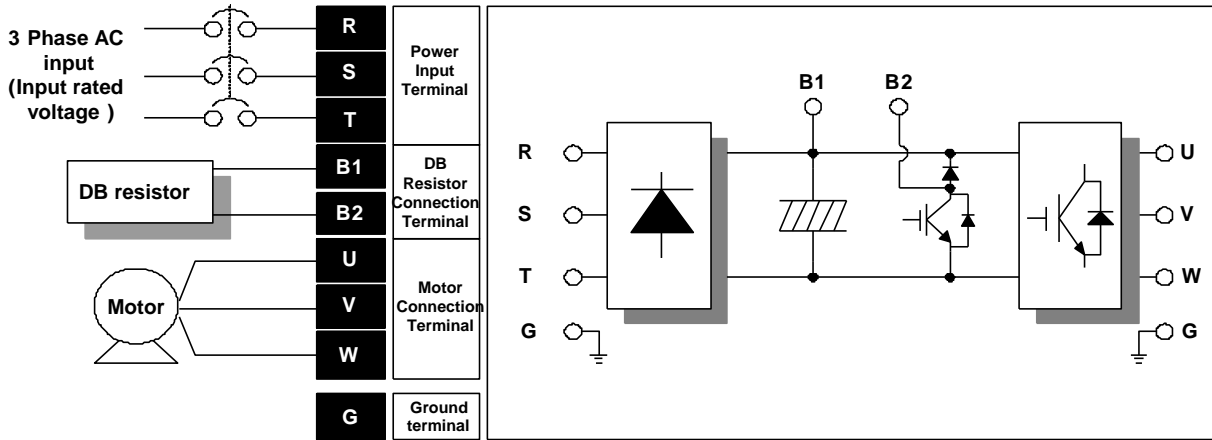 3 Phase AC
input
(Input rated
voltage )
R
S
T
Power
Input
Terminal
DB resistor
B1
B2
DB
Resistor
Connection
Terminal
Motor
U
V
W
Motor
Connection
Terminal
G
Ground
terminal
B1
B2
R
S
T
G
U
V
W
G